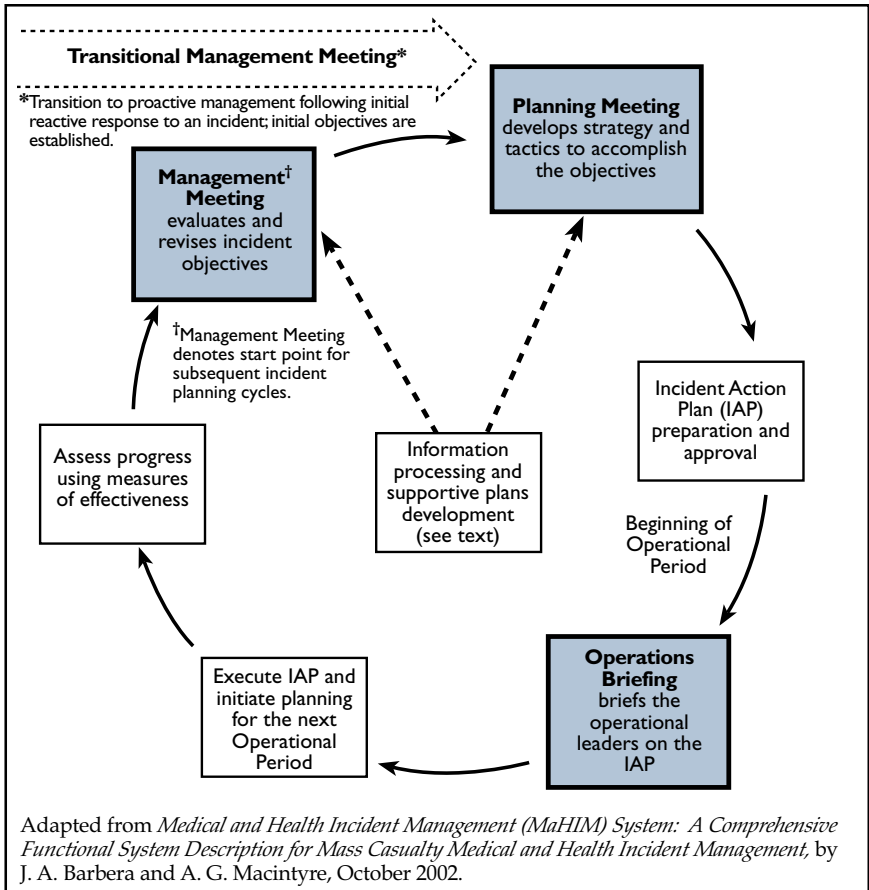 Transitional Management Meeting*
*Transition to proactive management following initial
reactive response to an incident; initial objectives are
established.
Planning Meeting
develops strategy and
tactics to accomplish
the objectives
Management†
Meeting
evaluates and
revises incident
objectives
†Management Meeting
denotes start point for
subsequent incident
planning cycles.
Incident Action
Plan (IAP)
preparation and
approval
Assess progress
using measures
of effectiveness
Information
processing and
supportive plans
development
(see text)
Beginning of
Operational
Period
Operations
Briefing
briefs the
operational
leaders on the
IAP
Execute IAP and
initiate planning
for the next
Operational
Period
Adapted from Medical and Health Incident Management (MaHIM) System: A Comprehensive
Functional System Description for Mass Casualty Medical and Health Incident Management, by
J. A. Barbera and A. G. Macintyre, October 2002.